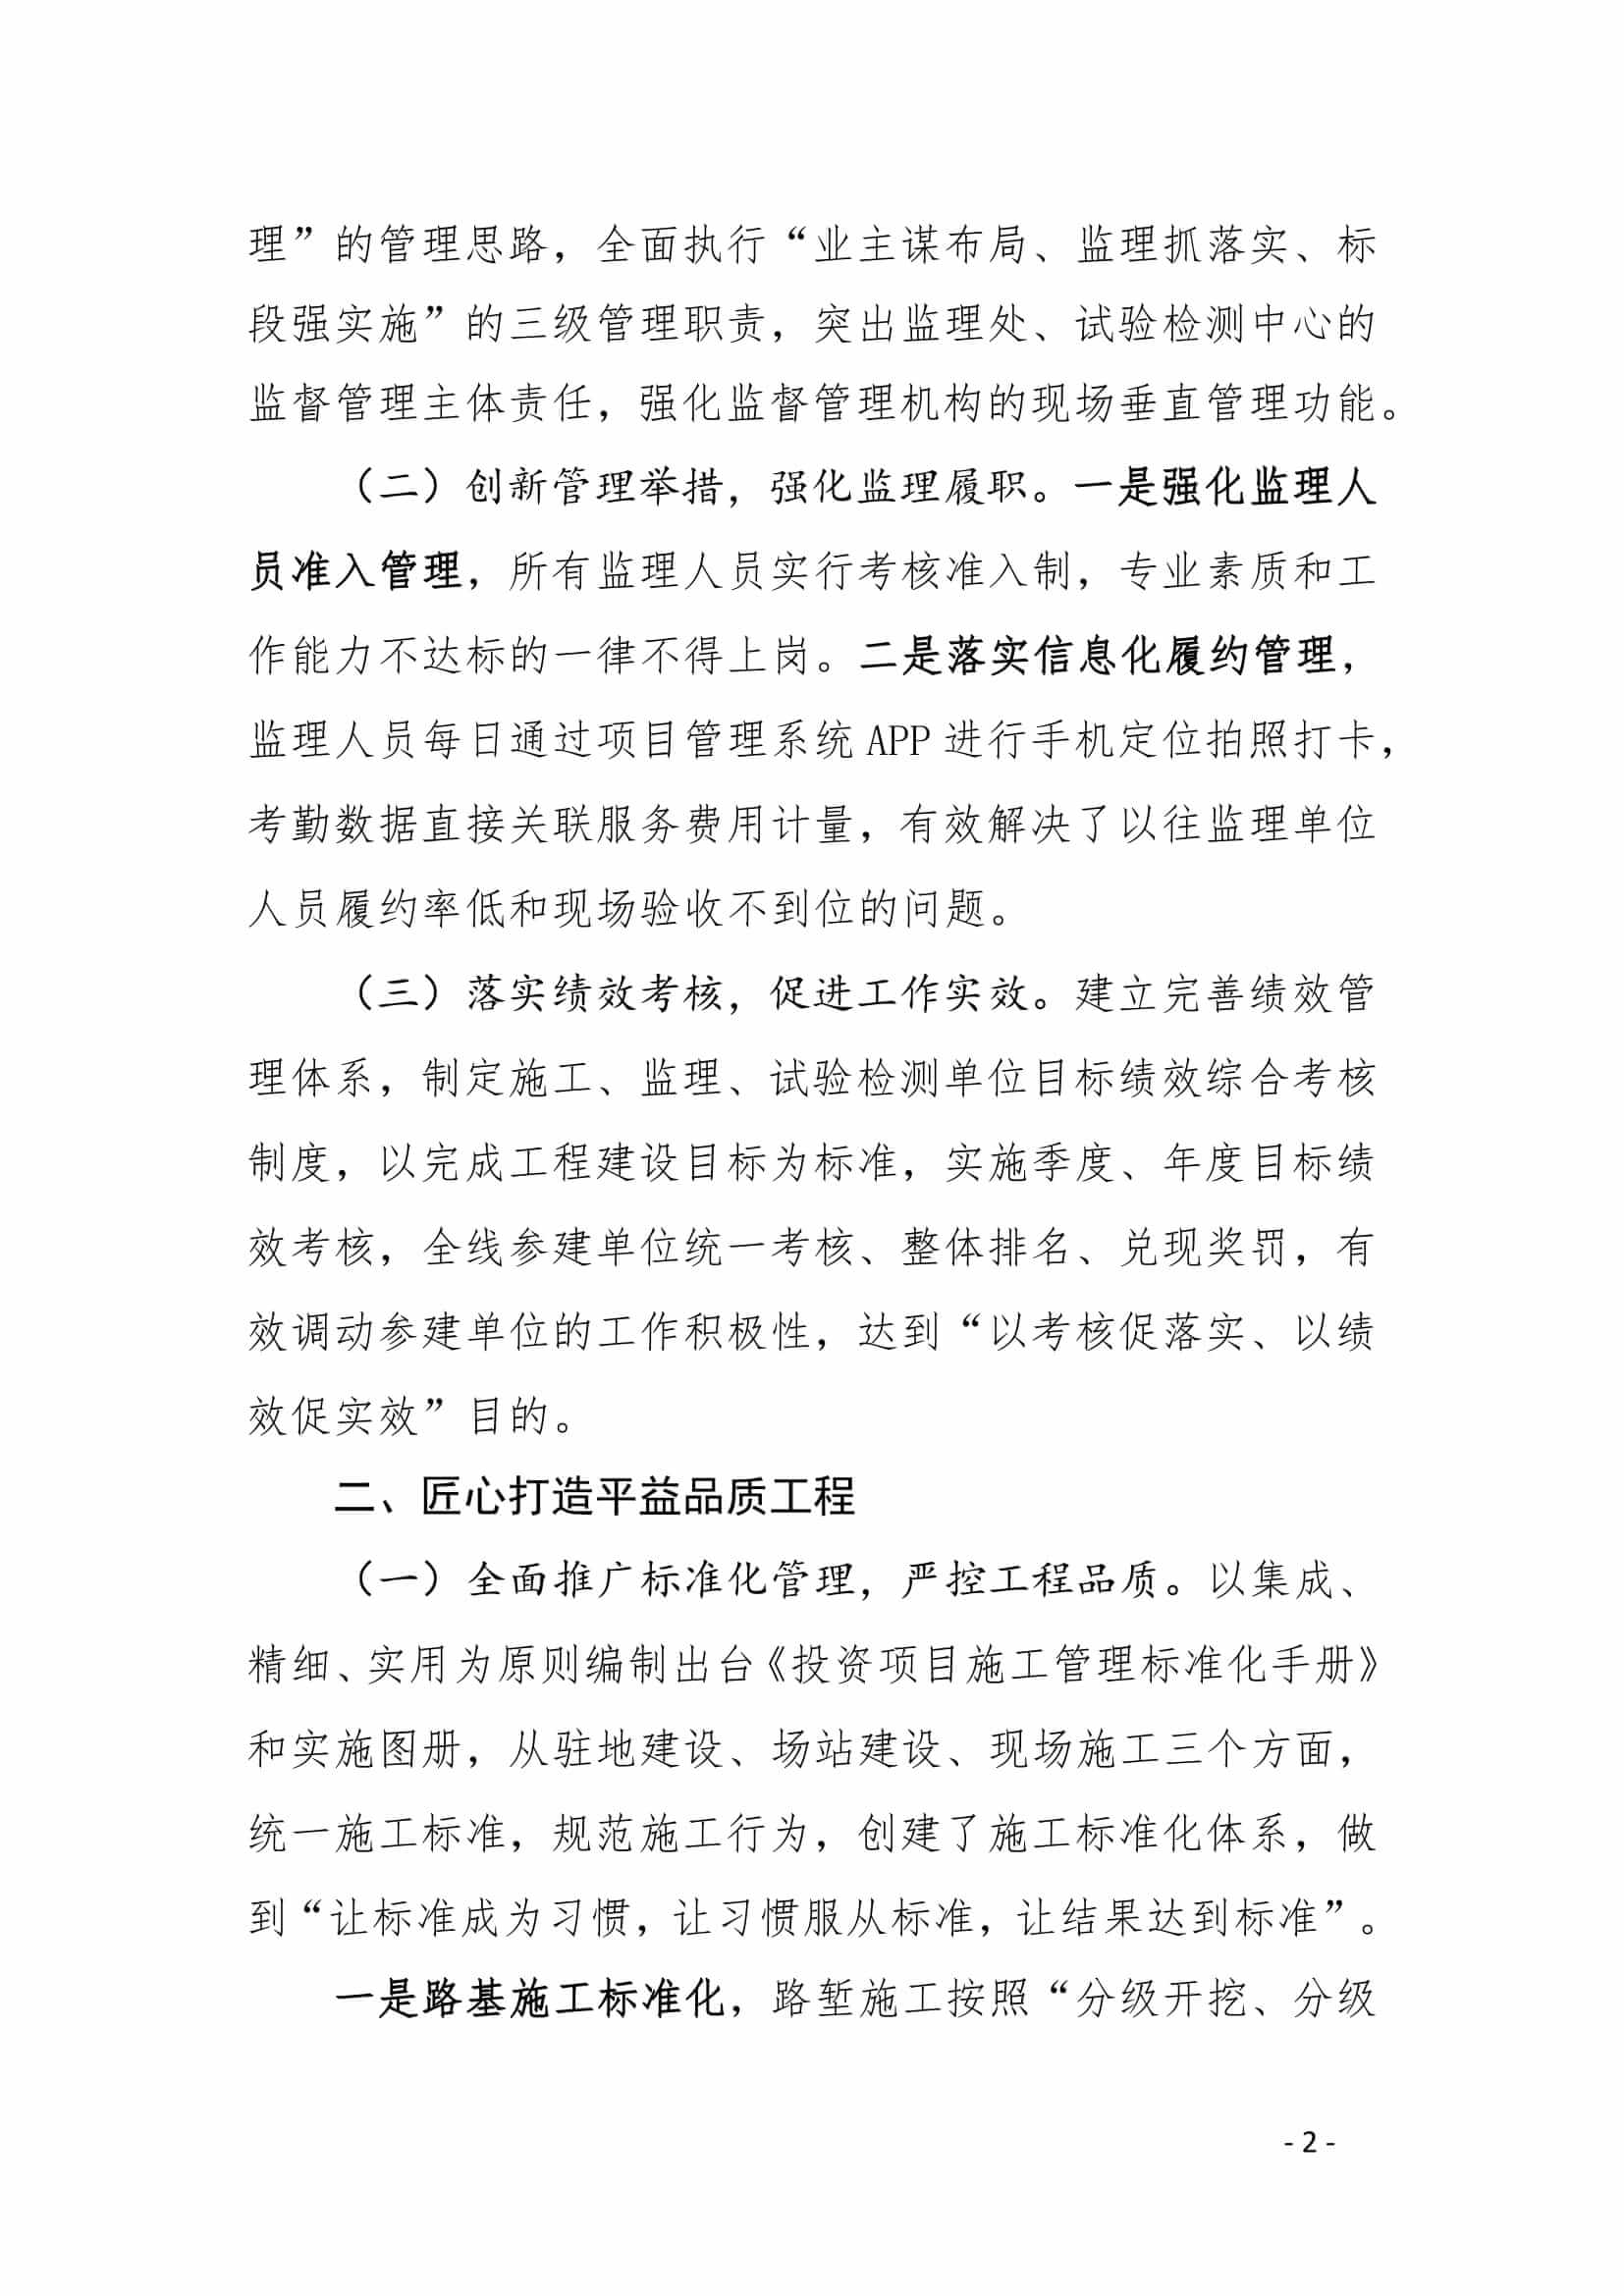 理”的管理思路，全面执行“业主谋布局、监理抓落实、标
段强实施”的三级管理职责，突出监理处、试验检测中心的
监督管理主体责任，强化监督管理机构的现场垂直管理功能。
（二）创新管理举措，强化监理履职。一是强化监理人
员准入管理，所有监理人员实行考核准入制，专业素质和工
作能力不达标的一律不得上岗。二是落实信息化履约管理，
监理人员每日通过项目管理系统 APP 进行手机定位拍照打卡，
考勤数据直接关联服务费用计量，有效解决了以往监理单位
人员履约率低和现场验收不到位的问题。
（三）落实绩效考核，促进工作实效。建立完善绩效管
理体系，制定施工、监理、试验检测单位目标绩效综合考核
制度，以完成工程建设目标为标准，实施季度、年度目标绩
效考核，全线参建单位统一考核、整体排名、兑现奖罚，有
效调动参建单位的工作积极性，达到“以考核促落实、以绩
效促实效”目的。
二、匠心打造平益品质工程
（一）全面推广标准化管理，严控工程品质。以集成、
精细、实用为原则编制出台《投资项目施工管理标准化手册》
和实施图册，从驻地建设、场站建设、现场施工三个方面，
统一施工标准，规范施工行为，创建了施工标准化体系，做
到“让标准成为习惯，让习惯服从标准，让结果达到标准”。
一是路基施工标准化，路堑施工按照“分级开挖、分级
- 2 -